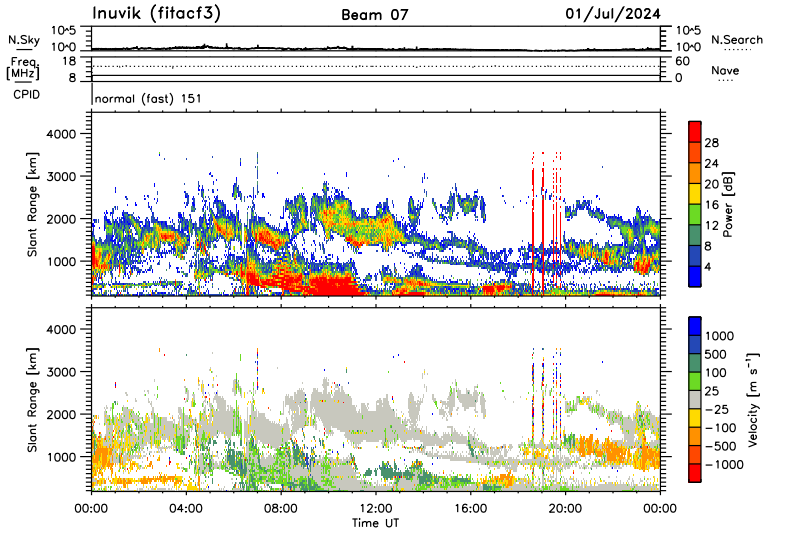 Inuvik (fitacf3) Beam 07 01/Jul/2024
N.Sky 10^5 10^5 N.Search
10^0 10^0
Freq. [MHz] 18 60 Nave
8 0
CPID normal (fast) 151
Slant Range [km]
4000
3000
2000
1000
Power [dB]
28
24
20
16
12
8
4
Slant Range [km]
4000
3000
2000
1000
Velocity [m s⁻¹]
1000
500
100
25
−25
−100
−500
−1000
00:00 04:00 08:00 12:00 16:00 20:00 00:00
Time UT